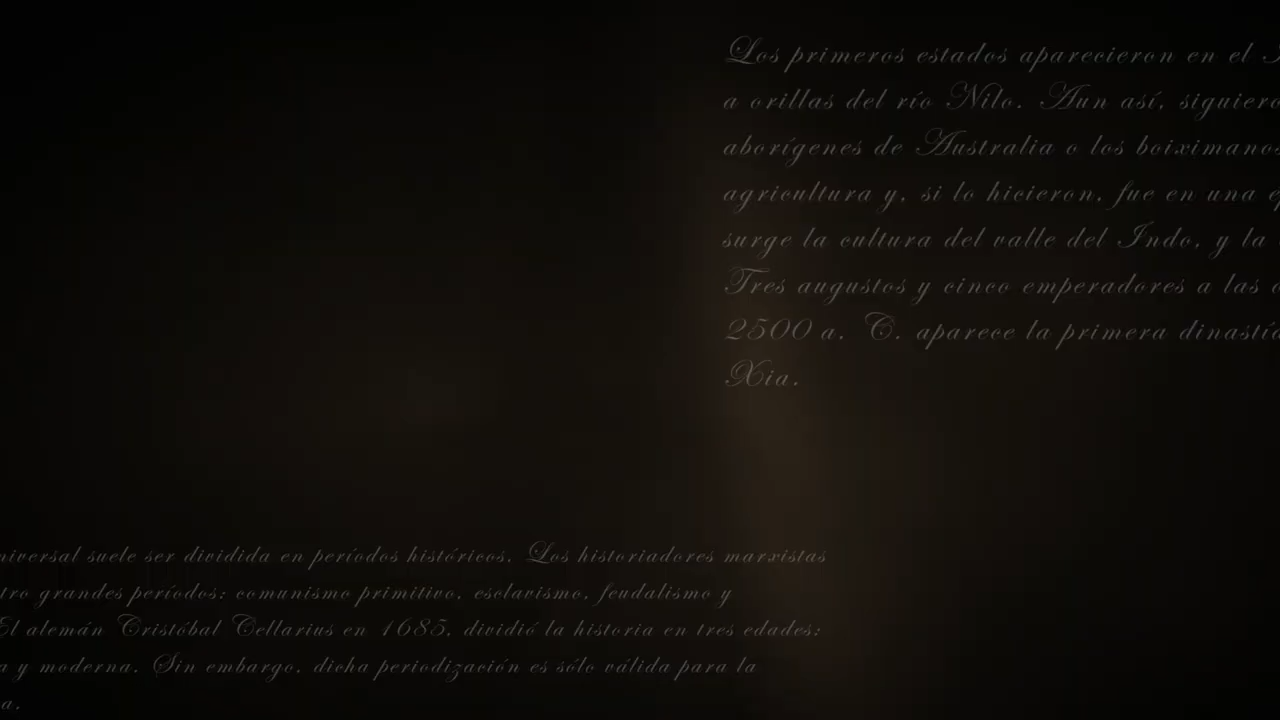 Los primeros estados aparecieron en el
a orillas del río Nilo. Aun así, siguiero
aborígenes de Australia o los boiximanos
agricultura y, si lo hicieron, fue en una
surge la cultura del valle del Indo, y la
Tres augustos y cinco emperadores a las
2500 a. C. aparece la primera dinastía
Xia.
niversal suele ser dividida en períodos históricos. Los historiadores marxistas
tro grandes períodos: comunismo primitivo, esclavismo, feudalismo y
El alemán Cristóbal Cellarius en 1685, dividió la historia en tres edades:
a y moderna. Sin embargo, dicha periodización es sólo válida para la
a.